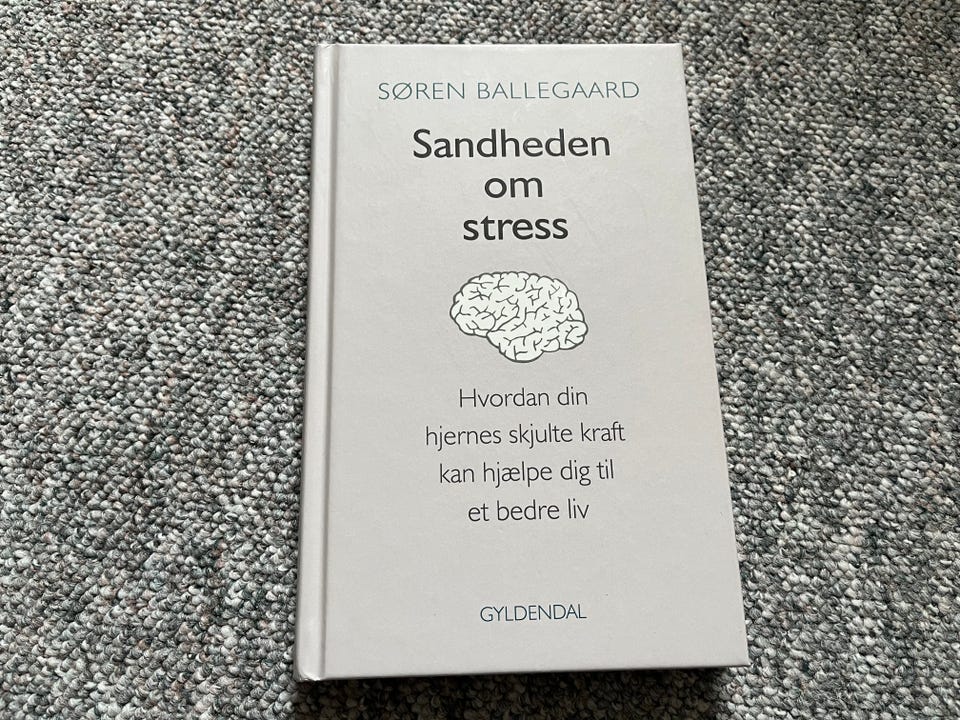 SØREN BALLEGAARD
Sandheden
om
stress
Hvordan din
hjernes skjulte kraft
kan hjælpe dig til
et bedre liv
GYLDENDAL